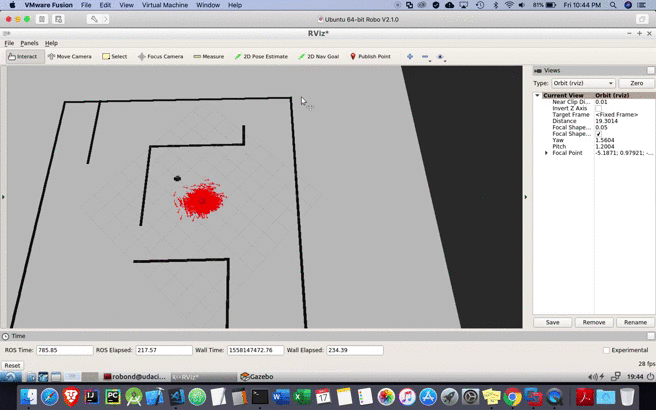 VMware Fusion File Edit View Virtual Machine Window Help 81% Fri 10:44 PM
Ubuntu 64-bit Robo V2.1.0
RViz*
File Panels Help
Interact Move Camera Select Focus Camera Measure 2D Pose Estimate 2D Nav Goal Publish Point
Views
Type: Orbit (rviz) Zero
Current View Orbit (rviz)
Near Clip Di... 0.01
Invert Z Axis
Target Frame <Fixed Frame>
Distance 19.3014
Focal Shape... 0.05
Focal Shape... ✓
Yaw 1.5604
Pitch 1.2004
Focal Point -5.1871; 0.97921; -...
Save Remove Rename
Time
ROS Time: 785.85 ROS Elapsed: 217.57 Wall Time: 1558147472.76 Wall Elapsed: 234.39 Experimental
Reset 28 fps
robond@udaci... RViz* Gazebo 19:44